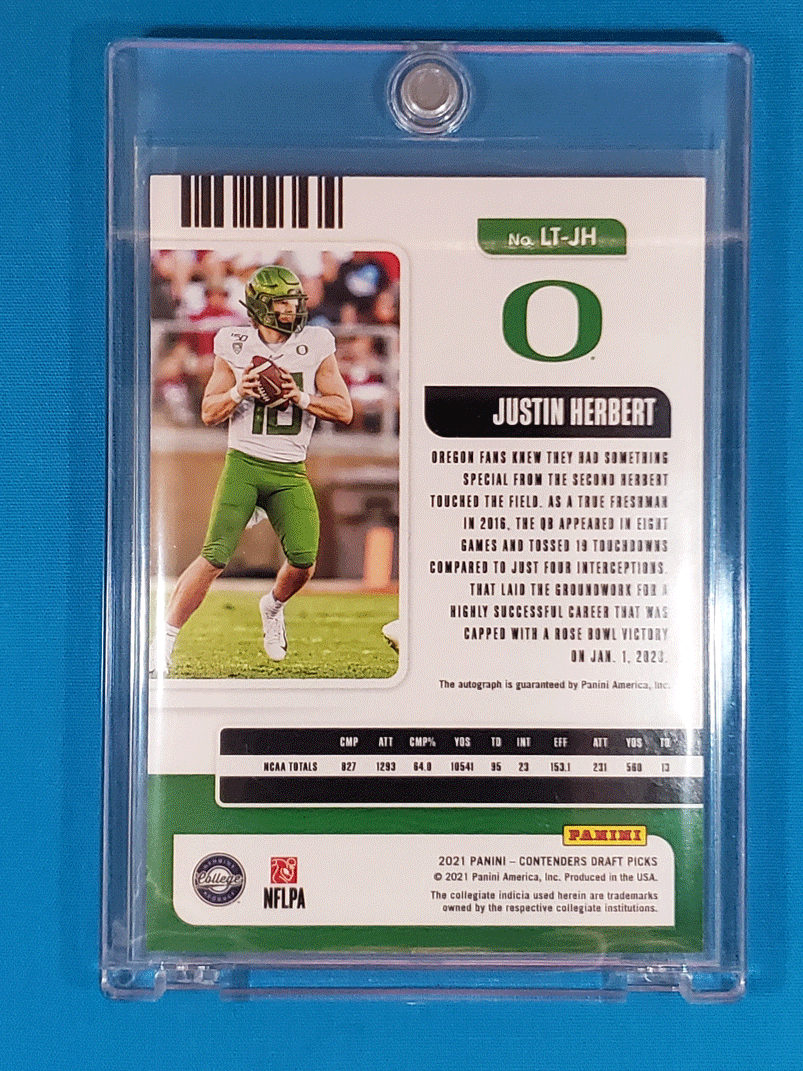 No. LT-JH
O
JUSTIN HERBERT
OREGON FANS KNEW THEY HAD SOMETHING
SPECIAL FROM THE SECOND HERBERT
TOUCHED THE FIELD. AS A TRUE FRESHMAN
IN 2016, THE QB APPEARED IN EIGHT
GAMES AND TOSSED 19 TOUCHDOWNS
COMPARED TO JUST FOUR INTERCEPTIONS.
THAT LAID THE GROUNDWORK FOR A
HIGHLY SUCCESSFUL CAREER THAT WAS
CAPPED WITH A ROSE BOWL VICTORY
ON JAN. 1, 2020.
The autograph is guaranteed by Panini America, Inc.
CMP ATT CMP% YDS TD INT EFF ATT YDS TD
NCAA TOTALS 827 1293 64.0 10541 95 23 153.1 231 560 13
PANINI
2021 PANINI – CONTENDERS DRAFT PICKS
© 2021 Panini America, Inc. Produced in the USA.
The collegiate indicia used herein are trademarks
owned by the respective collegiate institutions.
College
NFLPA
10